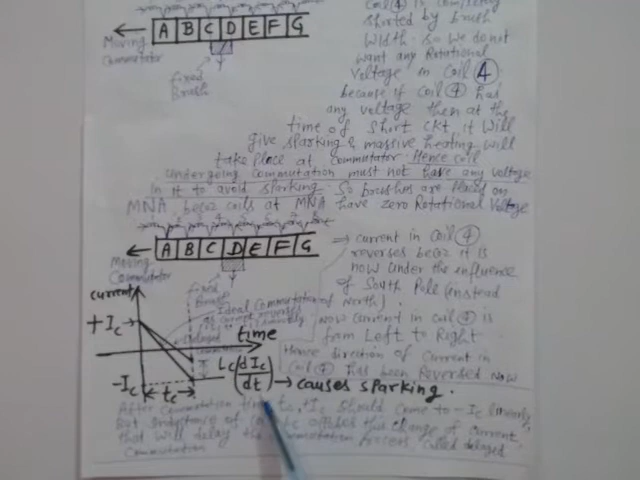 Coil ④ is completely
shorted by brush
Width. so We do not
want any Rotational
Voltage in Coil ④
because if coil ④ has
any voltage then at the
time of short CKt it Will
give sparking & massive heating will
take place at commutator Hence coil
undergoing commutation must not have any voltage
in it to avoid sparking. So brushes are Placed on
MNA becoz coils at MNA have zero Rotational Voltage
A B C D E F G
Moving
Commutator
fixed
Brush
A B C D E F G
Moving
Commutator
fixed
Brush
⇒ current in Coil ④
reverses becoz it is
now under the influence
of South Pole (instead
of North).
Now current in coil ④ is
from Left to Right
Hence direction of Current in
Coil ④ has been Reversed Now
current
Ideal Commutation
+Ic
time
-Ic
tc
Lc(dIc/dt) → causes sparking.
After commutation time tc, +Ic should come to -Ic linearly
But inductance of coil Lc opposes this change of current,
that will delay the commutation process, called delayed
commutation